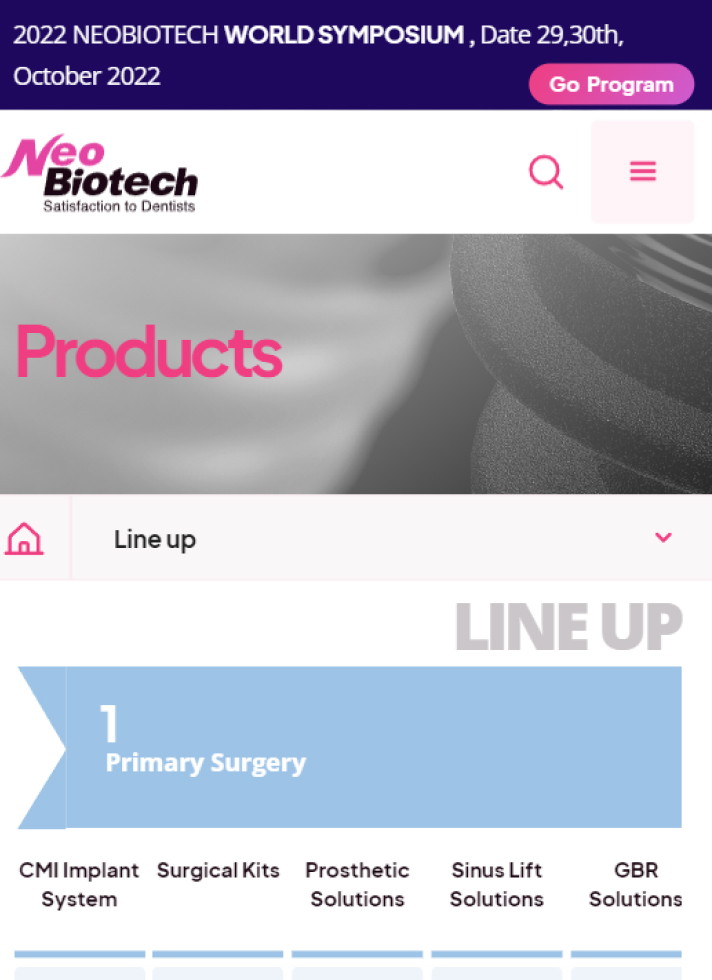 2022 NEOBIOTECH WORLD SYMPOSIUM , Date 29,30th,
October 2022
Go Program
Neo
Biotech
Satisfaction to Dentists
Products
Line up
LINE UP
1
Primary Surgery
CMI Implant
System
Surgical Kits
Prosthetic
Solutions
Sinus Lift
Solutions
GBR
Solutions